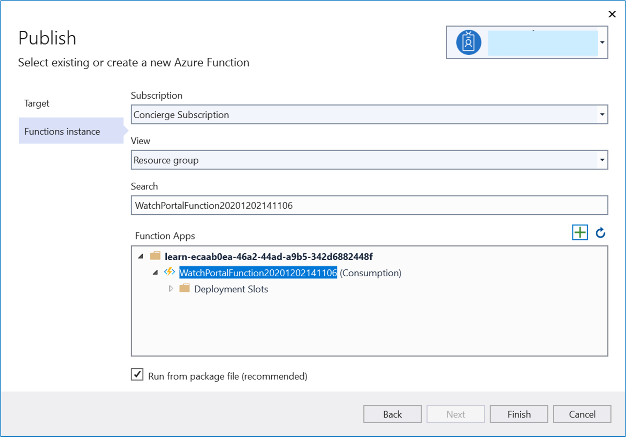 Publish
Select existing or create a new Azure Function
Target
Functions instance
Subscription
Concierge Subscription
View
Resource group
Search
WatchPortalFunction20201202141106
Function Apps
learn-ecaab0ea-46a2-44ad-a9b5-342d6882448f
WatchPortalFunction20201202141106 (Consumption)
Deployment Slots
Run from package file (recommended)
Back Next Finish Cancel